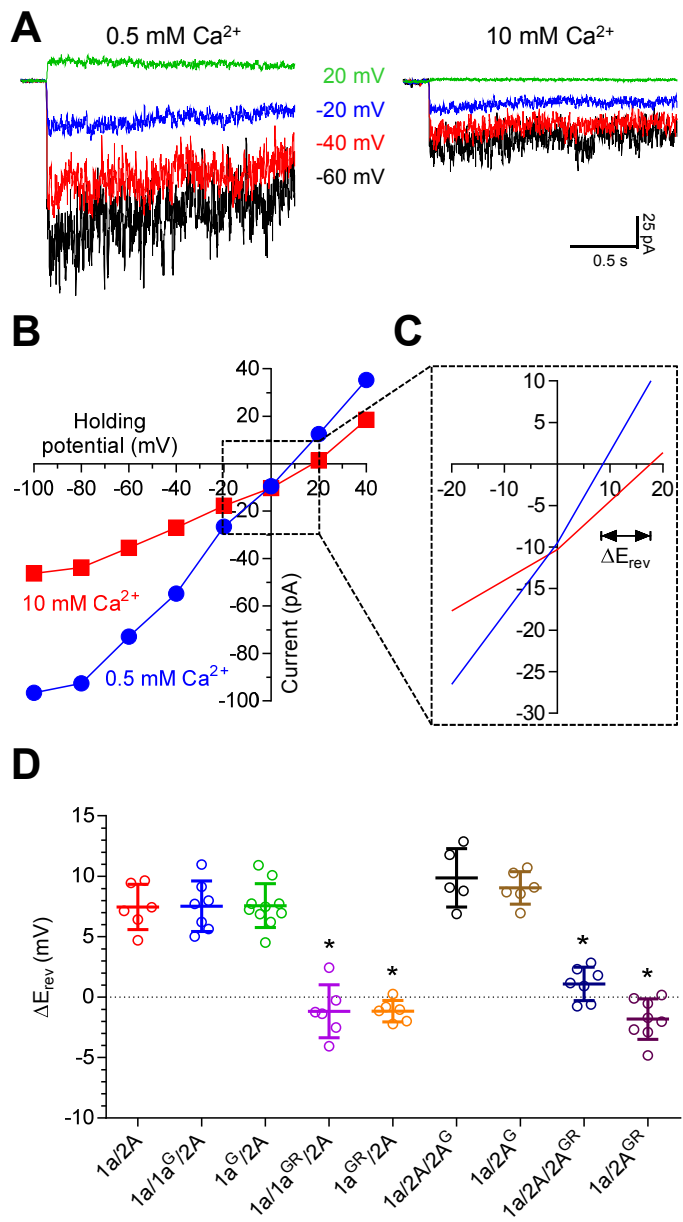 A
0.5 mM Ca²⁺
10 mM Ca²⁺
20 mV
-20 mV
-40 mV
-60 mV
25 pA
0.5 s
B
C
40
20
Holding
potential (mV)
-100 -80 -60 -40 -20 0 20 40
-20
-40
-60
-80
-100
Current (pA)
10 mM Ca²⁺
0.5 mM Ca²⁺
10
5
-20 -10 0 10 20
-5
-10
-15
-20
-25
-30
ΔErev
D
15
10
5
0
-5
-10
ΔErev (mV)
* * * *
1a/2A
1a/1aᴳ/2A
1aᴳ/2A
1a/1aᴳᴿ/2A
1aᴳᴿ/2A
1a/2A/2Aᴳ
1a/2Aᴳ
1a/2A/2Aᴳᴿ
1a/2Aᴳᴿ